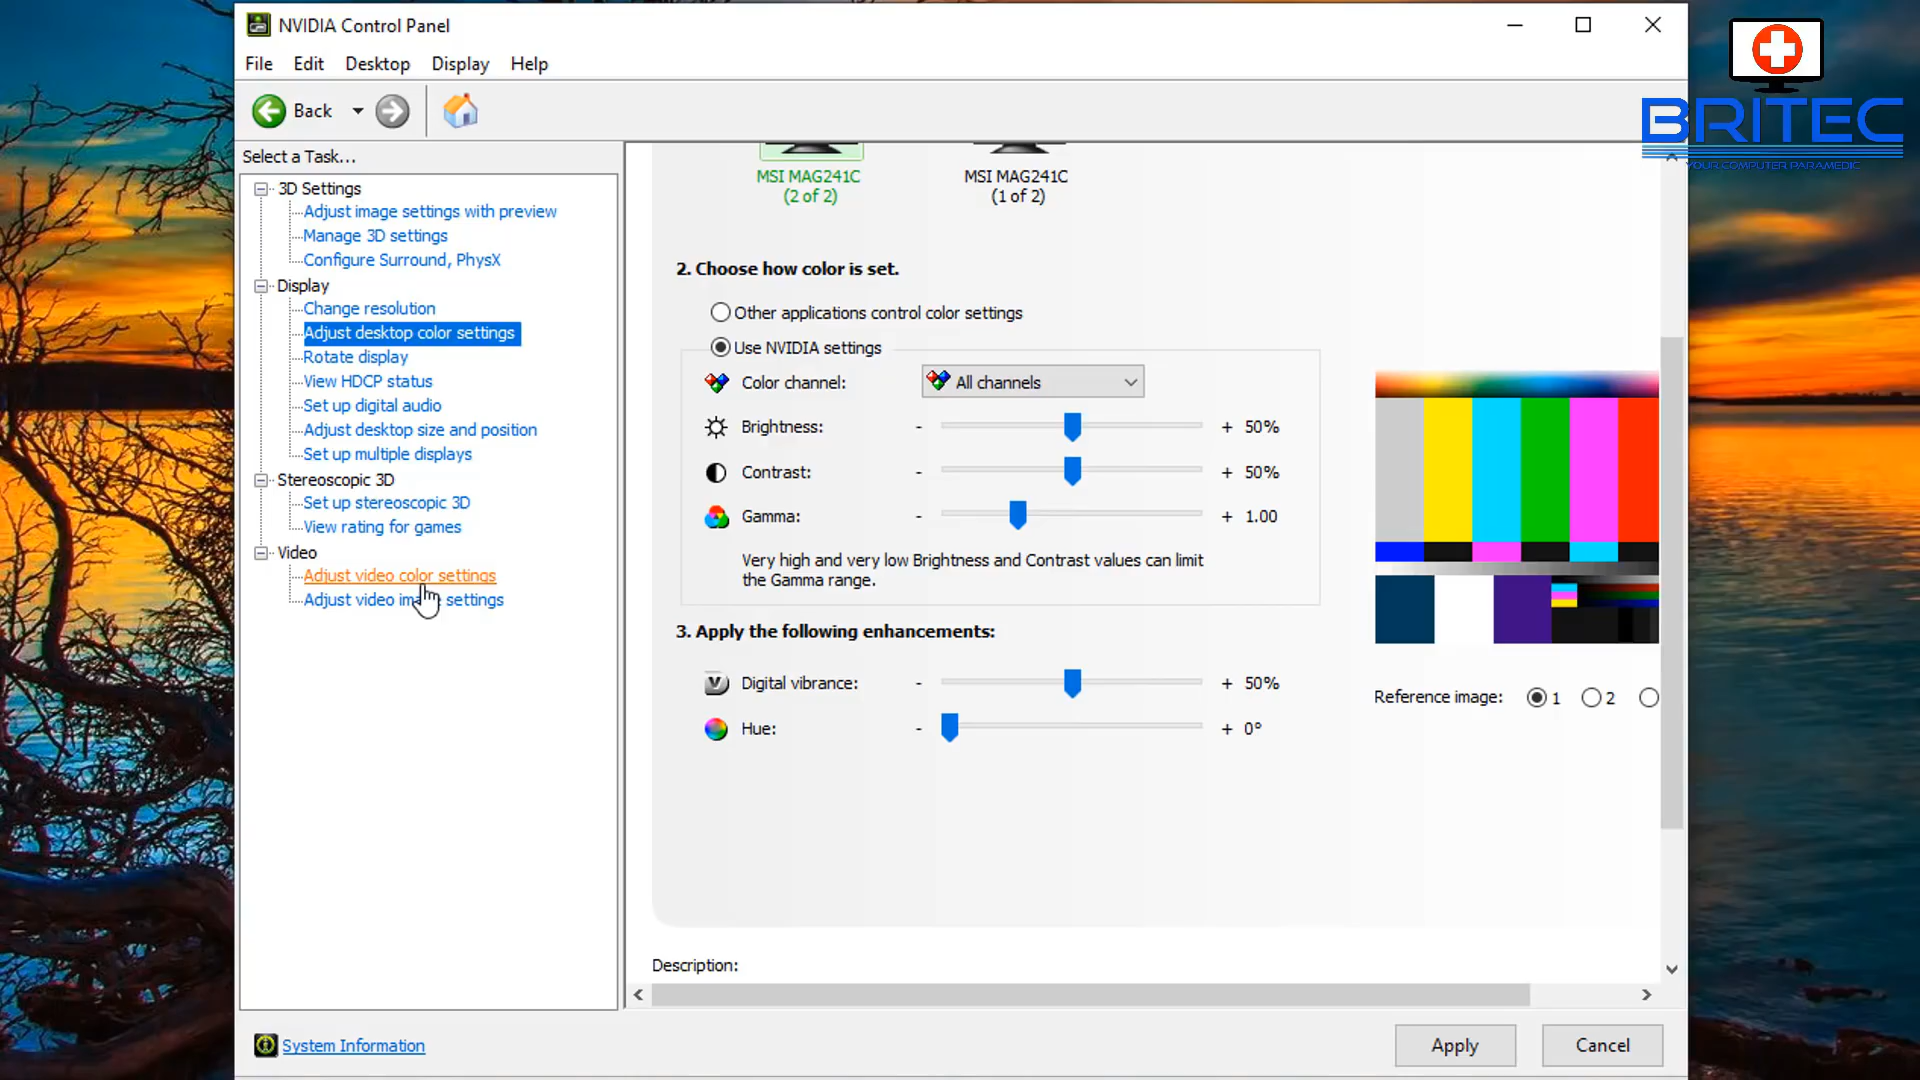 NVIDIA Control Panel
File Edit Desktop Display Help
Back
BRITEC
YOUR COMPUTER PARAMEDIC
Select a Task...
3D Settings
Adjust image settings with preview
Manage 3D settings
Configure Surround, PhysX
Display
Change resolution
Adjust desktop color settings
Rotate display
View HDCP status
Set up digital audio
Adjust desktop size and position
Set up multiple displays
Stereoscopic 3D
Set up stereoscopic 3D
View rating for games
Video
Adjust video color settings
Adjust video image settings
System Information
MSI MAG241C MSI MAG241C
(2 of 2) (1 of 2)
2. Choose how color is set.
Other applications control color settings
Use NVIDIA settings
Color channel: All channels
Brightness: - + 50%
Contrast: - + 50%
Gamma: - + 1.00
Very high and very low Brightness and Contrast values can limit
the Gamma range.
3. Apply the following enhancements:
Digital vibrance: - + 50%
Hue: - + 0°
Reference image: 1 2
Description:
Apply Cancel